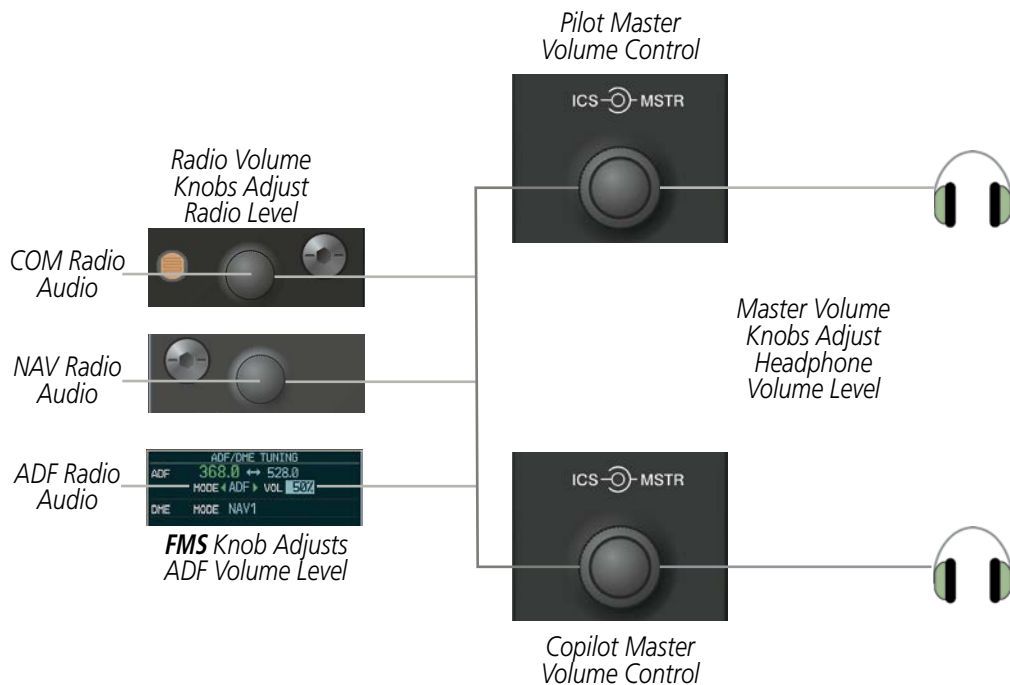 Pilot Master
Volume Control
ICS MSTR
Radio Volume
Knobs Adjust
Radio Level
COM Radio
Audio
NAV Radio
Audio
ADF Radio
Audio
ADF/DME TUNING
ADF 368.0 ↔ 528.0
MODE ADF VOL 50%
DME MODE NAV1
FMS Knob Adjusts
ADF Volume Level
Master Volume
Knobs Adjust
Headphone
Volume Level
ICS MSTR
Copilot Master
Volume Control